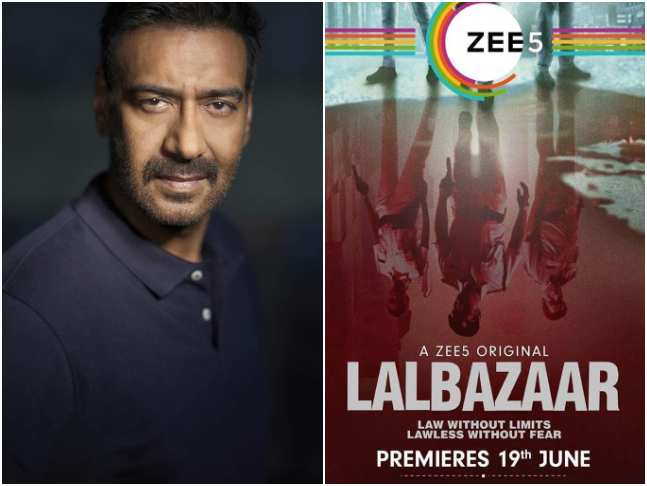 ZEE5
A ZEE5 ORIGINAL
LALBAZAAR
LAW WITHOUT LIMITS
LAWLESS WITHOUT FEAR
PREMIERES 19th JUNE